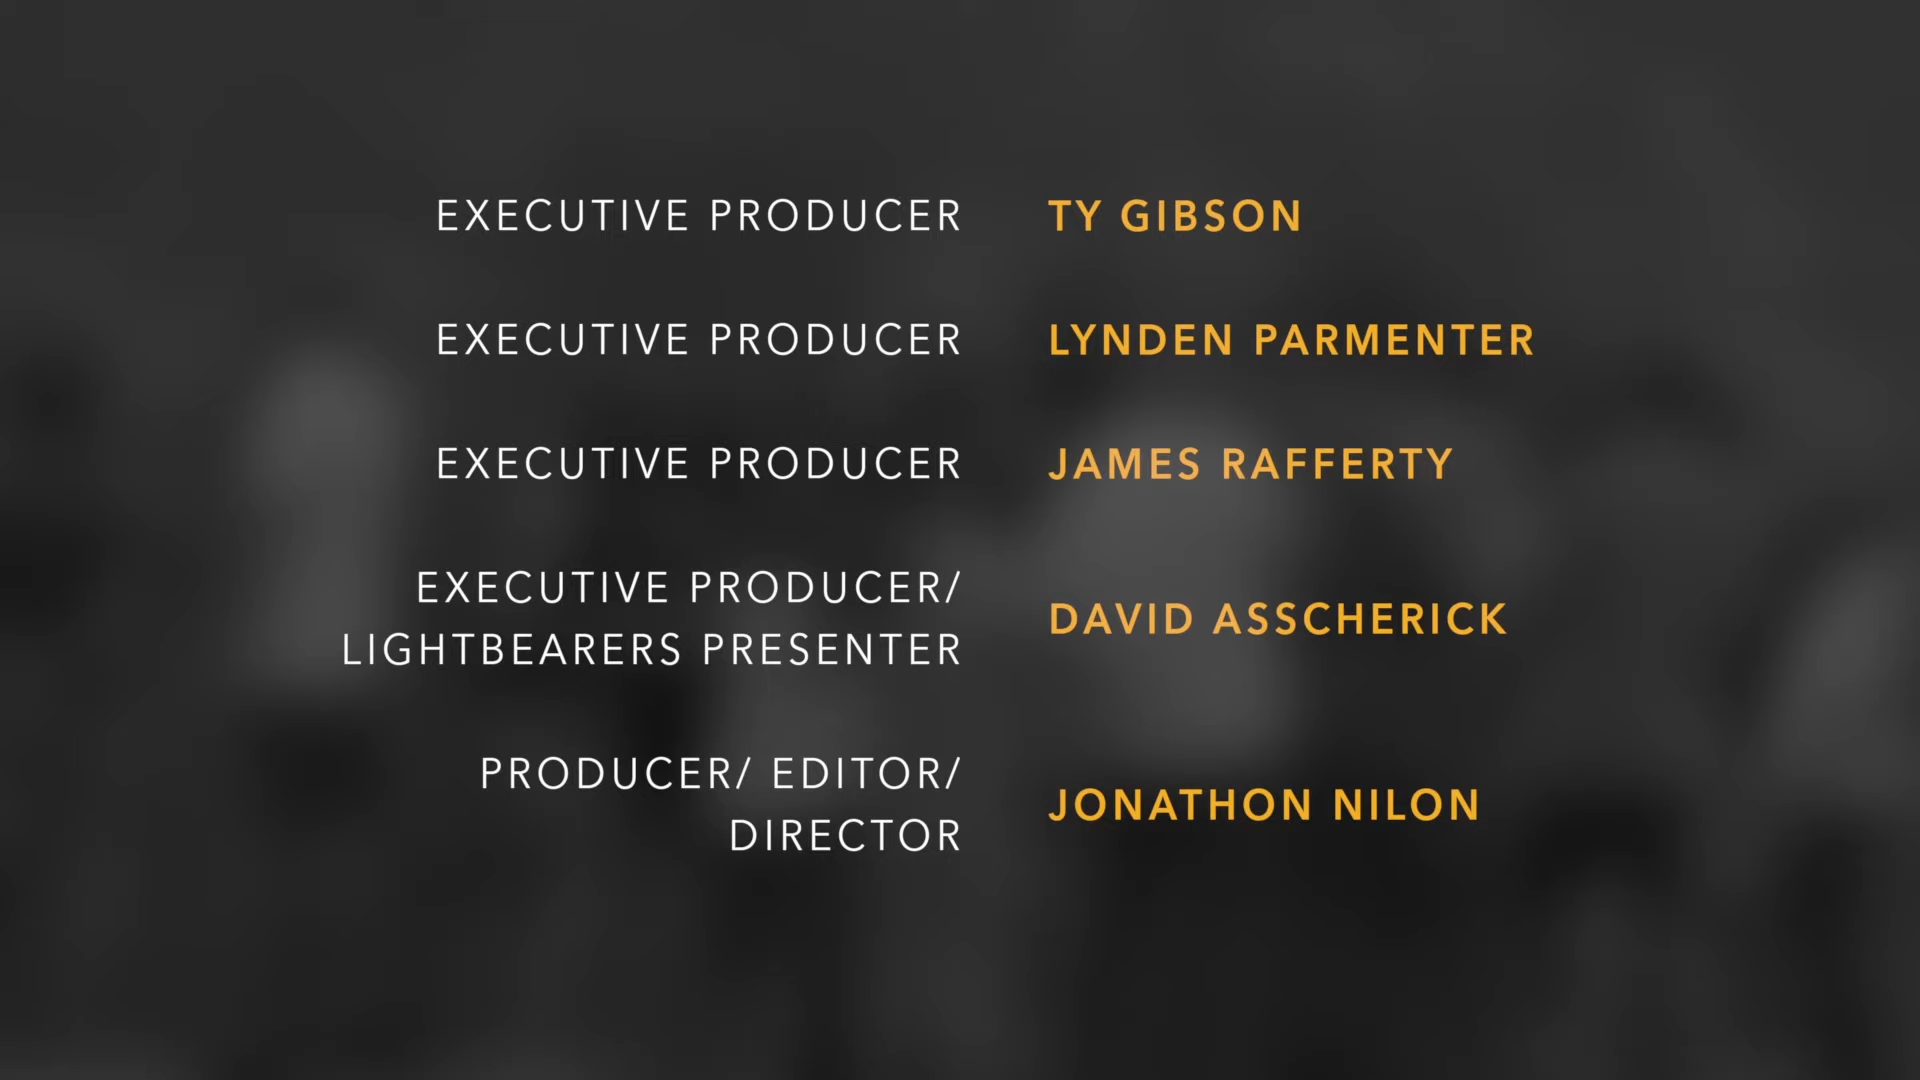 EXECUTIVE PRODUCER TY GIBSON
EXECUTIVE PRODUCER LYNDEN PARMENTER
EXECUTIVE PRODUCER JAMES RAFFERTY
EXECUTIVE PRODUCER/
LIGHTBEARERS PRESENTER
DAVID ASSCHERICK
PRODUCER/ EDITOR/
DIRECTOR
JONATHON NILON